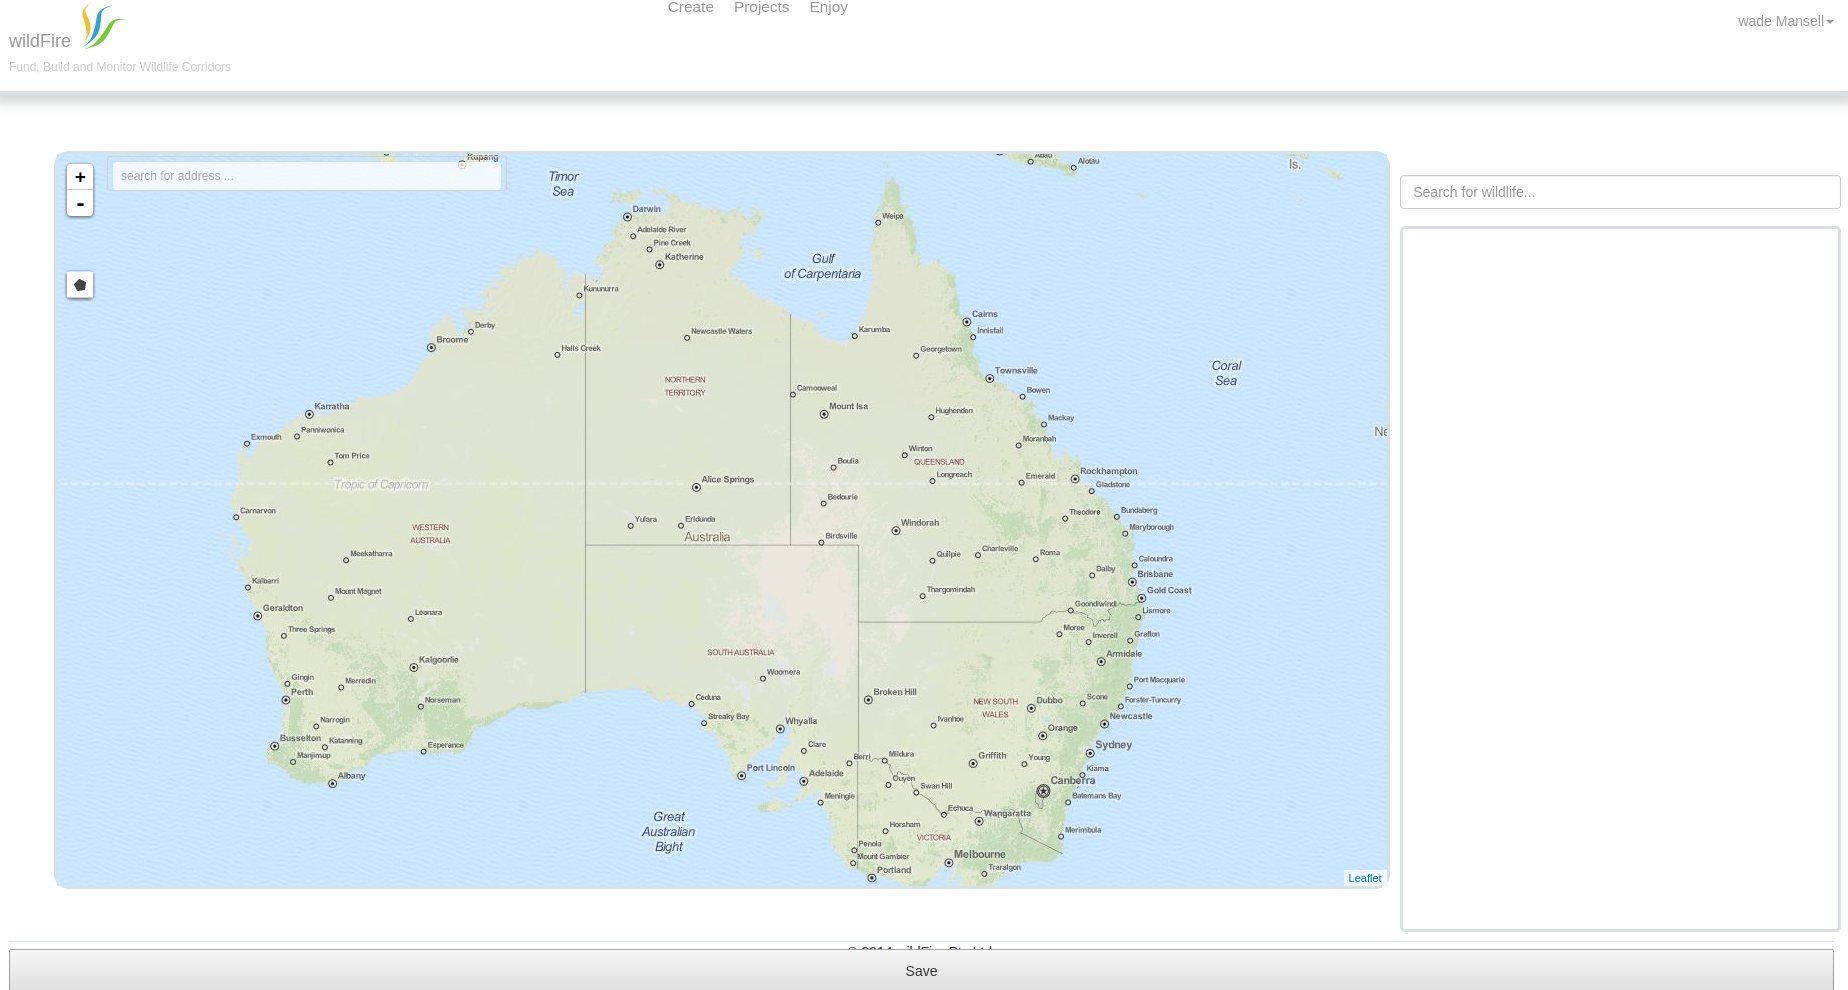 Create Projects Enjoy
wade Mansell
wildFire
Fund, Build and Monitor Wildlife Corridors
+
-
search for address ...
Kupang
Timor
Sea
Alotau
Is.
Search for wildlife...
Darwin
Adelaide River
Pine Creek
Katherine
Weipa
Gulf
of Carpentaria
Kununurra
Cairns
Innisfail
Derby
Broome
Halls Creek
Newcastle Waters
Karumba
Georgetown
Coral
Sea
Townsville
NORTHERN
TERRITORY
Camooweal
Bowen
Karratha
Mount Isa
Hughenden
Mackay
Exmouth
Panniwonica
Moranbah
Ne
Tom Price
Winton
Boulia
QUEENSLAND
Longreach
Rockhampton
Emerald
Gladstone
Tropic of Capricorn
Alice Springs
Bedourie
Carnarvon
Theodore
Bundaberg
WESTERN
AUSTRALIA
Yulara
Erldunda
Windorah
Maryborough
Australia
Birdsville
Meekatharra
Quilpie
Charleville
Roma
Caloundra
Dalby
Brisbane
Kalbarri
Mount Magnet
Thargomindah
Gold Coast
Geraldton
Leonara
Goondiwindi
Lismore
Three Springs
Moree
Inverell
Grafton
SOUTH AUSTRALIA
Armidale
Kalgoorlie
Woomera
Gingin
Merredin
Port Macquarie
Perth
Norseman
Ceduna
Broken Hill
NEW SOUTH
WALES
Dubbo
Scone
Forster-Tuncurry
Narrogin
Streaky Bay
Whyalla
Ivanhoe
Newcastle
Orange
Busselton
Katanning
Esperance
Clare
Sydney
Manjimup
Berri
Mildura
Griffith
Young
Albany
Port Lincoln
Adelaide
Ouyen
Kiama
Canberra
Swan Hill
Meningie
Batemans Bay
Echuca
Wangaratta
Great
Australian
Bight
Horsham
VICTORIA
Merimbula
Penola
Mount Gambier
Melbourne
Portland
Traralgon
Leaflet
Save